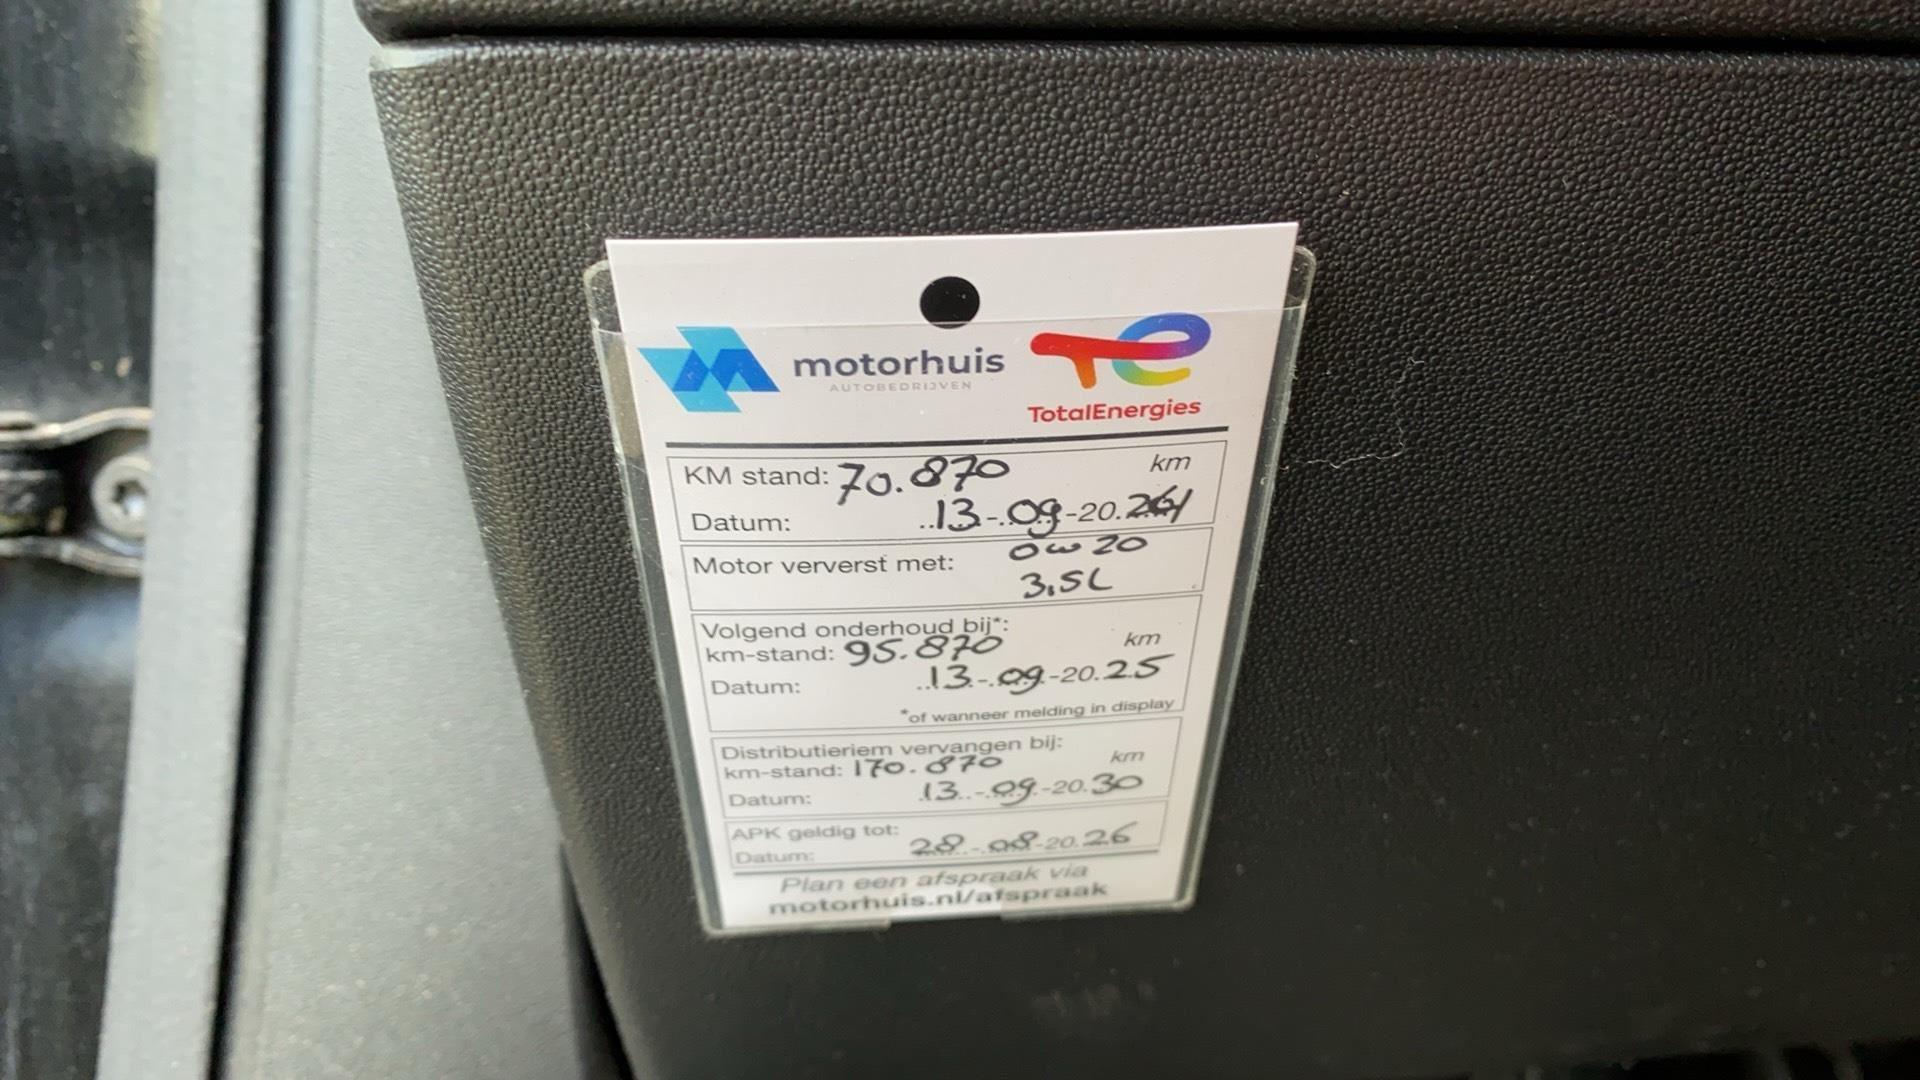 motorhuis
AUTOBEDRIJVEN
TotalEnergies
KM stand: 70.870 km
Datum: 13-09-20.
Motor ververst met: 0w20
3,5L
Volgend onderhoud bij*:
km-stand: 95.870 km
Datum: 13-09-20.25
*of wanneer melding in display
Distributieriem vervangen bij:
km-stand: 170.870 km
Datum: 13-09-20.30
APK geldig tot:
Datum: 28-08-20.26
Plan een afspraak via
motorhuis.nl/afspraak